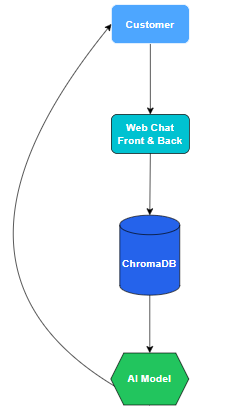 Customer
Web Chat
Front & Back
ChromaDB
AI Model